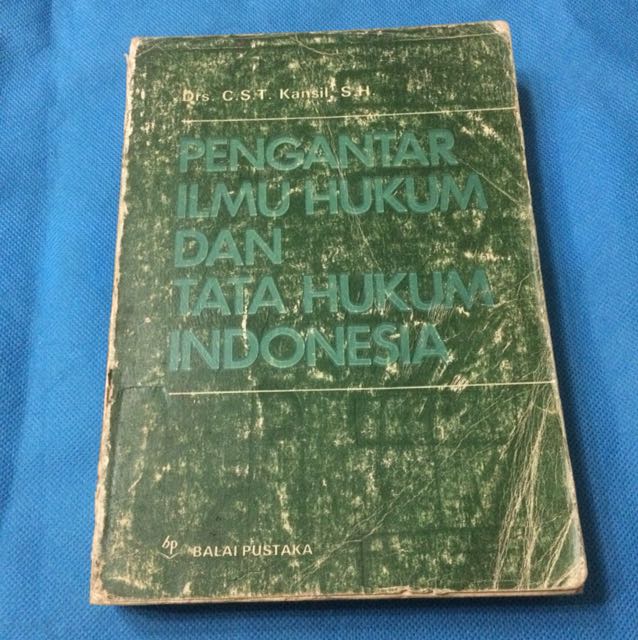 Drs. C.S.T. Kansil, S.H.
PENGANTAR
ILMU HUKUM
DAN
TATA HUKUM
INDONESIA
bp
BALAI PUSTAKA